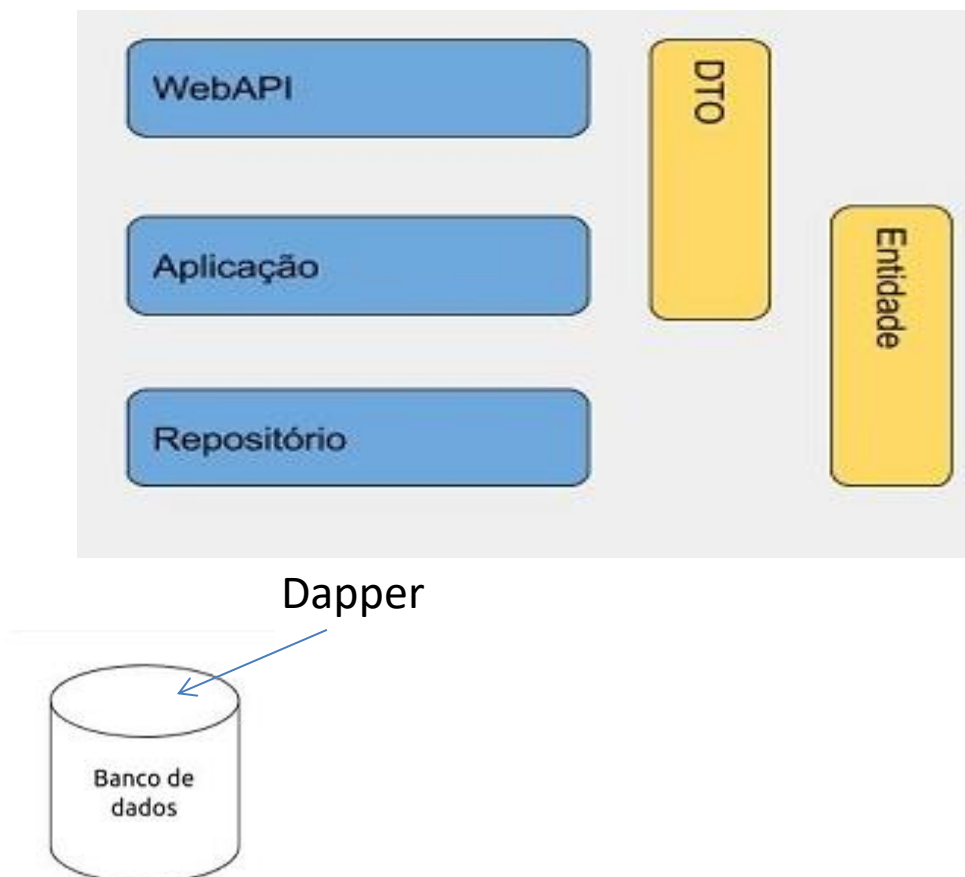 WebAPI
DTO
Aplicação
Entidade
Repositório
Dapper
Banco de
dados